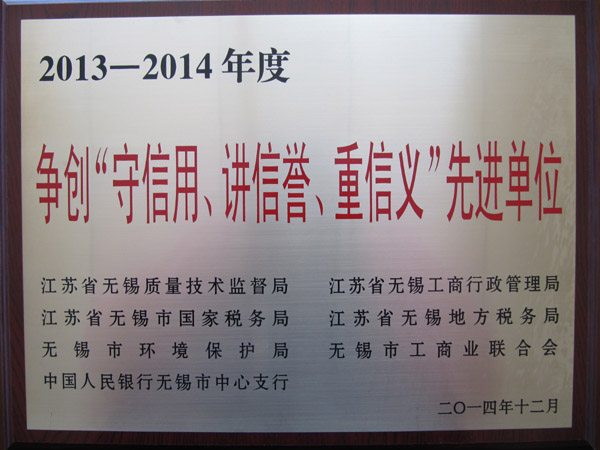 2013—2014年度
争创“守信用、讲信誉、重信义”先进单位
江苏省无锡质量技术监督局 江苏省无锡工商行政管理局
江苏省无锡市国家税务局 江苏省无锡地方税务局
无锡市环境保护局 无锡市工商业联合会
中国人民银行无锡市中心支行
二〇一四年十二月